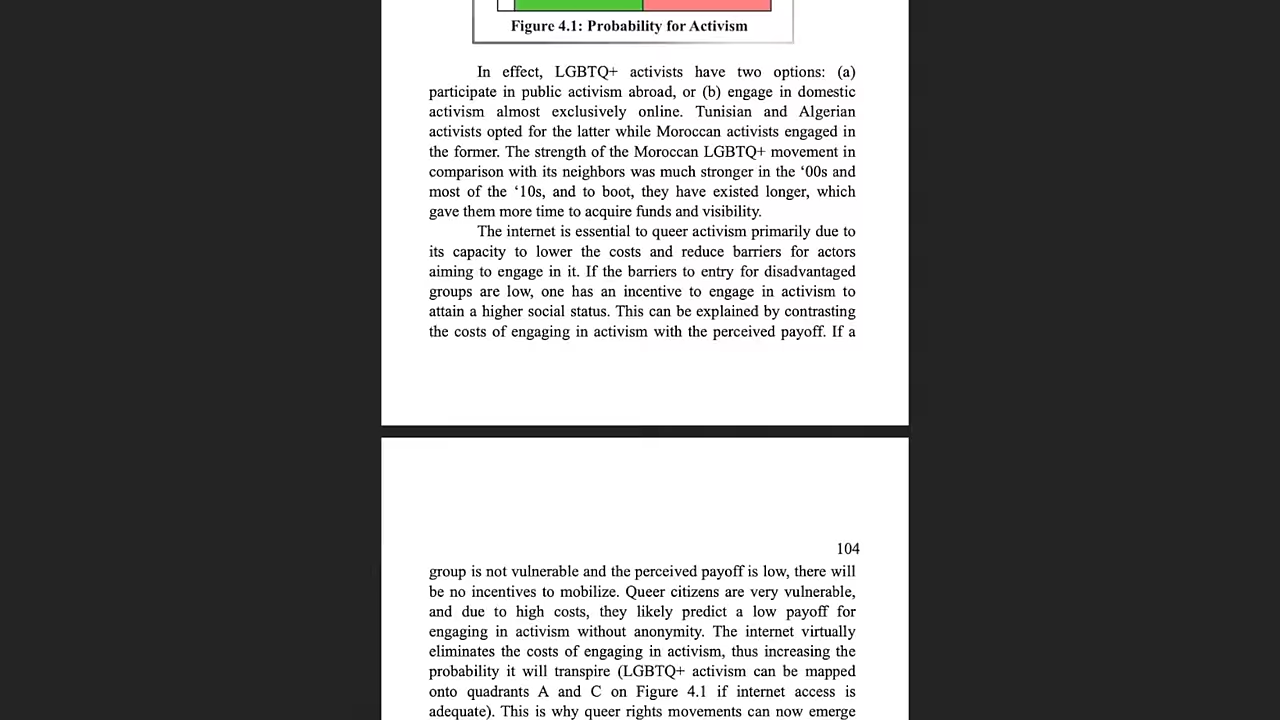 Figure 4.1: Probability for Activism
In effect, LGBTQ+ activists have two options: (a)
participate in public activism abroad, or (b) engage in domestic
activism almost exclusively online. Tunisian and Algerian
activists opted for the latter while Moroccan activists engaged in
the former. The strength of the Moroccan LGBTQ+ movement in
comparison with its neighbors was much stronger in the ‘00s and
most of the ‘10s, and to boot, they have existed longer, which
gave them more time to acquire funds and visibility.
The internet is essential to queer activism primarily due to
its capacity to lower the costs and reduce barriers for actors
aiming to engage in it. If the barriers to entry for disadvantaged
groups are low, one has an incentive to engage in activism to
attain a higher social status. This can be explained by contrasting
the costs of engaging in activism with the perceived payoff. If a
104
group is not vulnerable and the perceived payoff is low, there will
be no incentives to mobilize. Queer citizens are very vulnerable,
and due to high costs, they likely predict a low payoff for
engaging in activism without anonymity. The internet virtually
eliminates the costs of engaging in activism, thus increasing the
probability it will transpire (LGBTQ+ activism can be mapped
onto quadrants A and C on Figure 4.1 if internet access is
adequate). This is why queer rights movements can now emerge